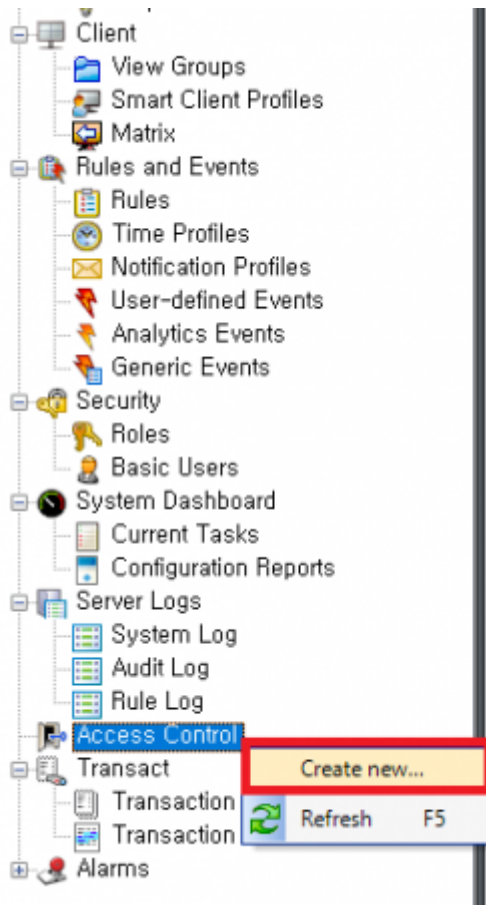 Client
View Groups
Smart Client Profiles
Matrix
Rules and Events
Rules
Time Profiles
Notification Profiles
User-defined Events
Analytics Events
Generic Events
Security
Roles
Basic Users
System Dashboard
Current Tasks
Configuration Reports
Server Logs
System Log
Audit Log
Rule Log
Access Control
Create new...
Transact
Transaction
Refresh F5
Transaction
Alarms